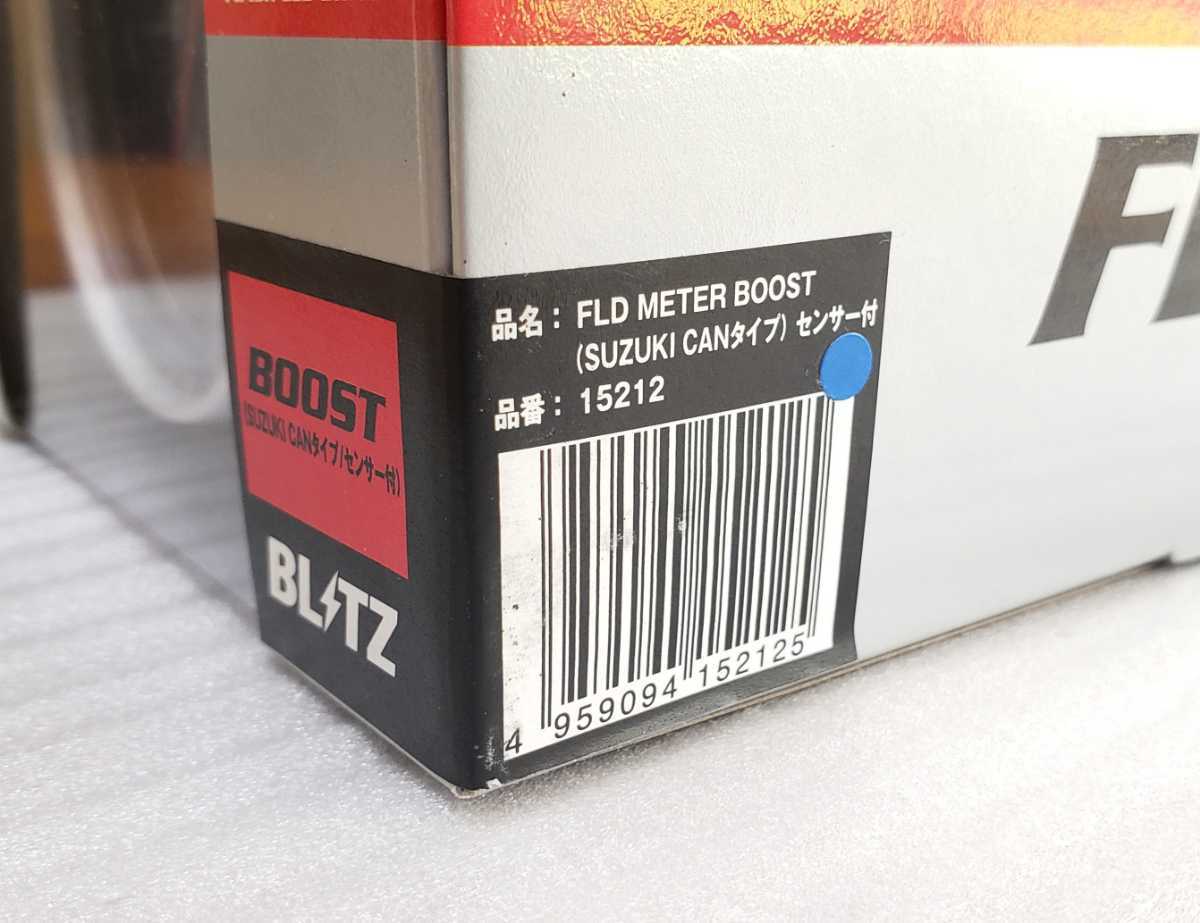 BOOST
(SUZUKI CANタイプ/センサー付)
BLITZ
品名： FLD METER BOOST
(SUZUKI CANタイプ) センサー付
品番： 15212
4 959094 152125